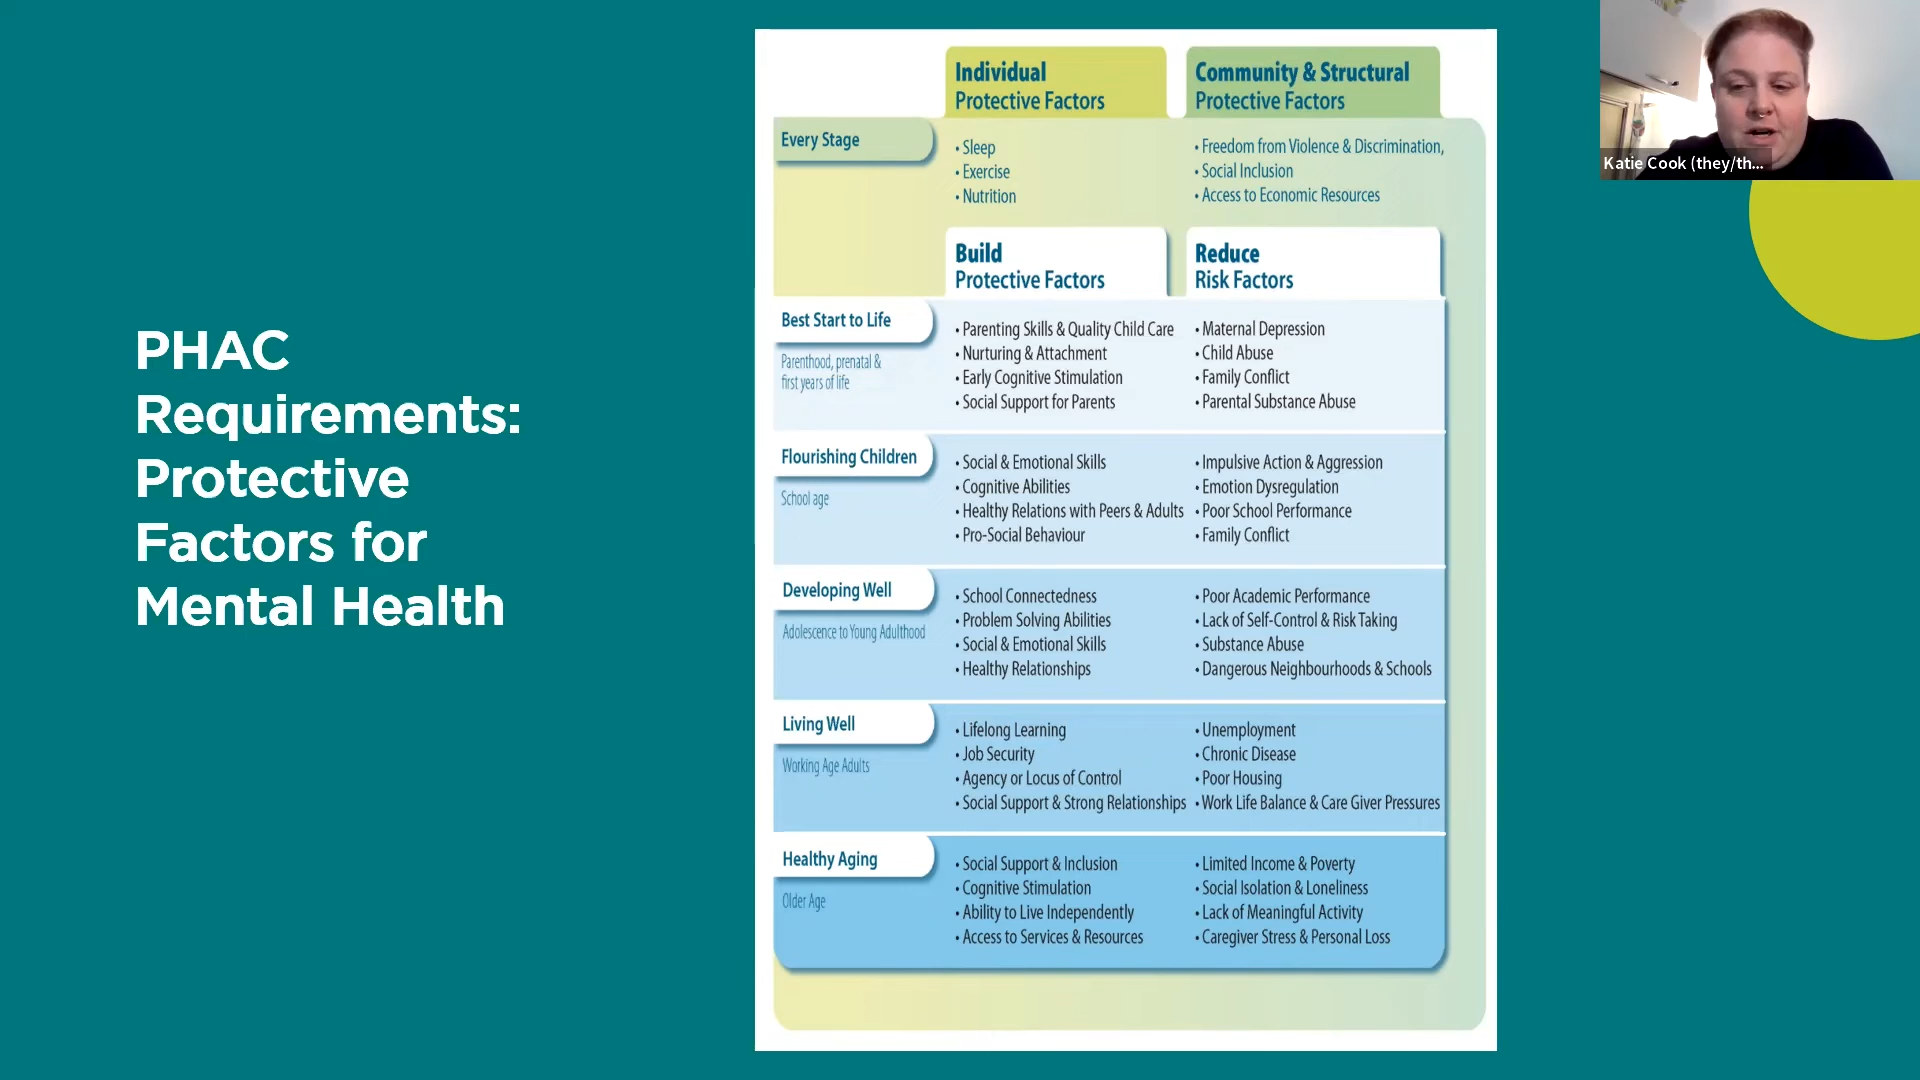 PHAC
Requirements:
Protective
Factors for
Mental Health
Individual
Protective Factors
Community & Structural
Protective Factors
Every Stage
• Sleep
• Exercise
• Nutrition
• Freedom from Violence & Discrimination,
• Social Inclusion
• Access to Economic Resources
Build
Protective Factors
Reduce
Risk Factors
Best Start to Life
Parenthood, prenatal &
first years of life
• Parenting Skills & Quality Child Care
• Nurturing & Attachment
• Early Cognitive Stimulation
• Social Support for Parents
• Maternal Depression
• Child Abuse
• Family Conflict
• Parental Substance Abuse
Flourishing Children
School age
• Social & Emotional Skills
• Cognitive Abilities
• Healthy Relations with Peers & Adults
• Pro-Social Behaviour
• Impulsive Action & Aggression
• Emotion Dysregulation
• Poor School Performance
• Family Conflict
Developing Well
Adolescence to Young Adulthood
• School Connectedness
• Problem Solving Abilities
• Social & Emotional Skills
• Healthy Relationships
• Poor Academic Performance
• Lack of Self-Control & Risk Taking
• Substance Abuse
• Dangerous Neighbourhoods & Schools
Living Well
Working Age Adults
• Lifelong Learning
• Job Security
• Agency or Locus of Control
• Social Support & Strong Relationships
• Unemployment
• Chronic Disease
• Poor Housing
• Work Life Balance & Care Giver Pressures
Healthy Aging
Older Age
• Social Support & Inclusion
• Cognitive Stimulation
• Ability to Live Independently
• Access to Services & Resources
• Limited Income & Poverty
• Social Isolation & Loneliness
• Lack of Meaningful Activity
• Caregiver Stress & Personal Loss
Katie Cook (they/th...